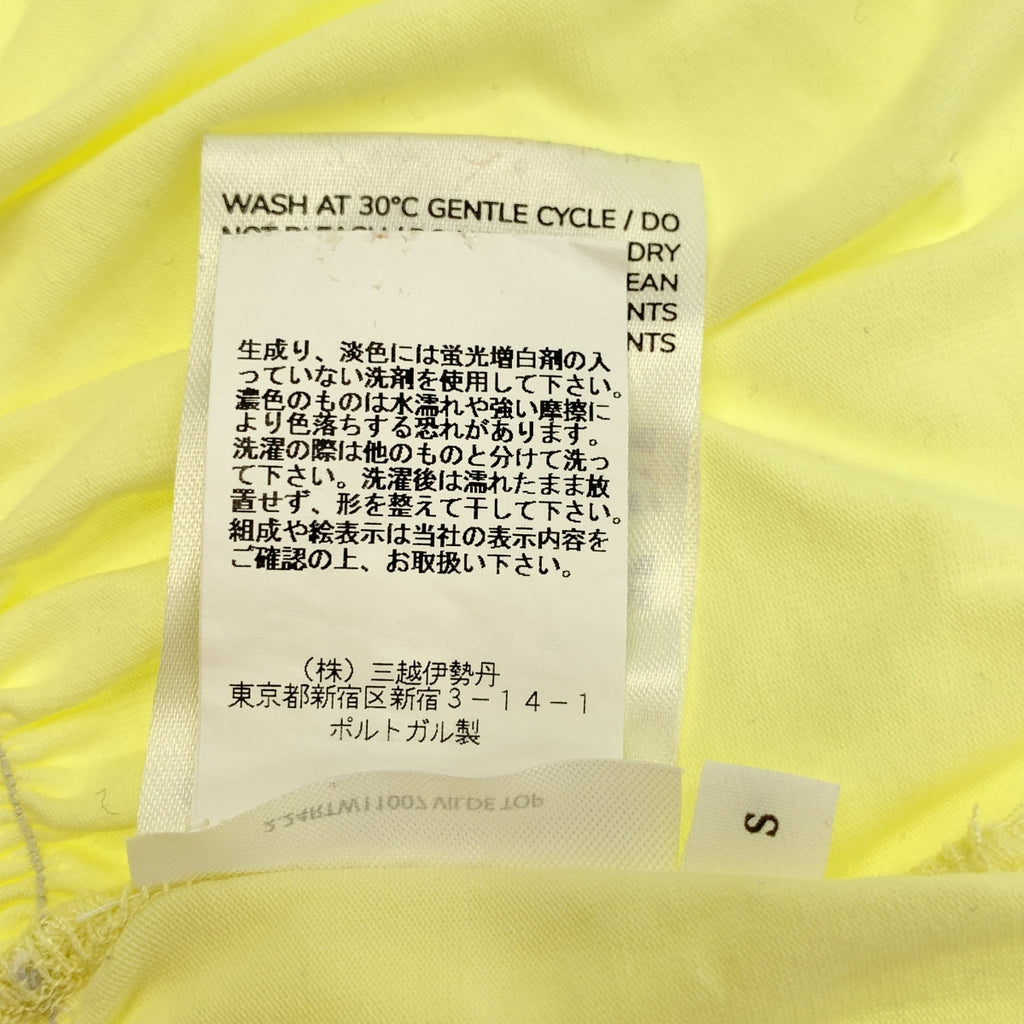 WASH AT 30°C GENTLE CYCLE / DO
NOT BLEACH / DO
DRY
EAN
NTS
NTS
生成り、淡色には蛍光増白剤の入
っていない洗剤を使用して下さい。
濃色のものは水濡れや強い摩擦に
より色落ちする恐れがあります。
洗濯の際は他のものと分けて洗っ
て下さい。洗濯後は濡れたまま放
置せず、形を整えて干して下さい。
組成や絵表示は当社の表示内容を
ご確認の上、お取扱い下さい。
（株）三越伊勢丹
東京都新宿区新宿３－１４－１
ポルトガル製
2.24RTW11007 VILDE TOP
S